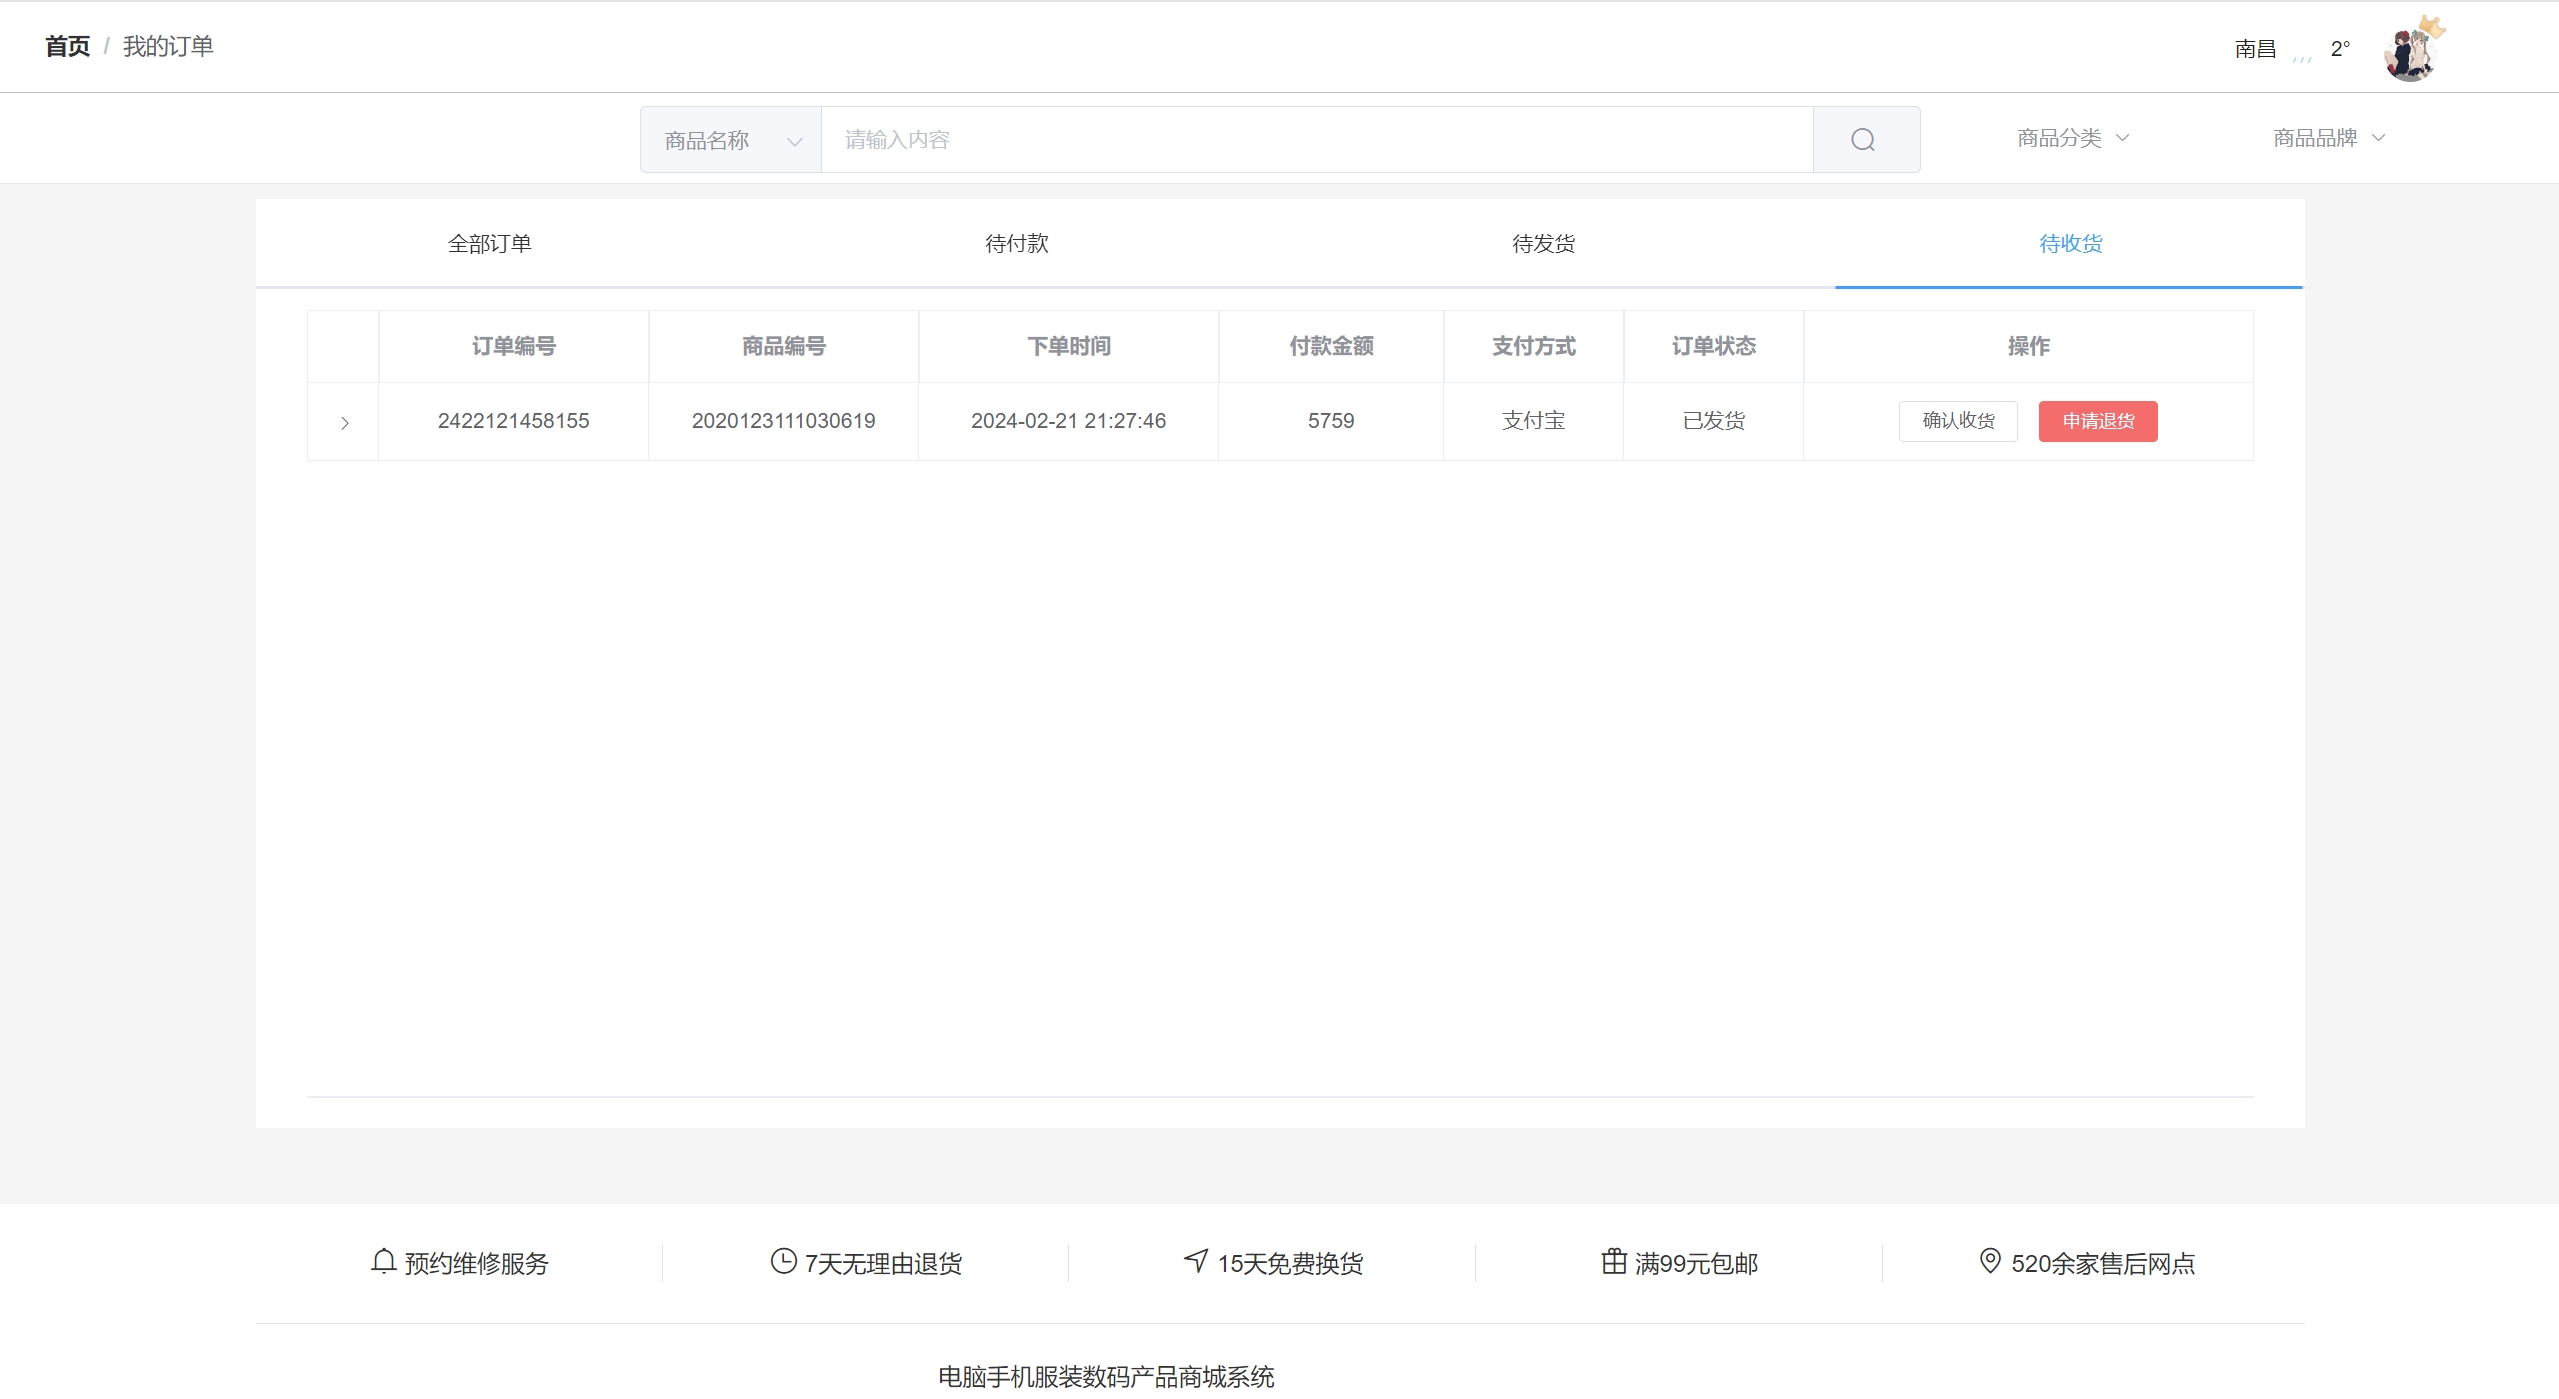 首页 / 我的订单
南昌 2°
商品名称 请输入内容 商品分类 商品品牌
全部订单 待付款 待发货 待收货
订单编号 商品编号 下单时间 付款金额 支付方式 订单状态 操作
2422121458155 2020123111030619 2024-02-21 21:27:46 5759 支付宝 已发货 确认收货 申请退货
预约维修服务 7天无理由退货 15天免费换货 满99元包邮 520余家售后网点
电脑手机服装数码产品商城系统